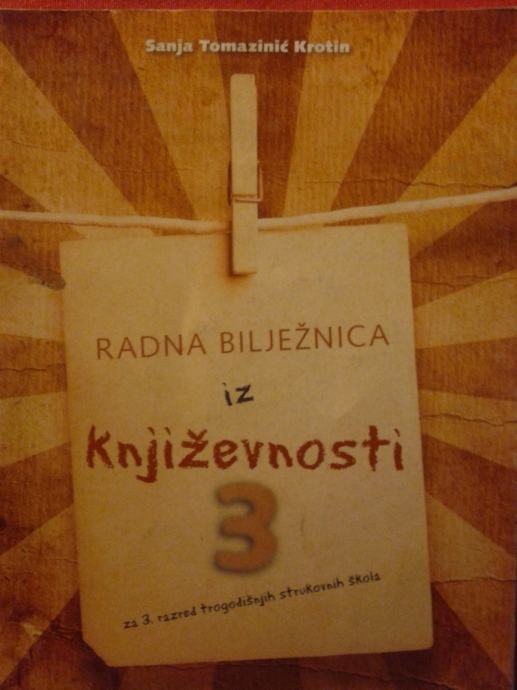 Sanja Tomazinić Krotin
RADNA BILJEŽNICA
iz
književnosti
3
za 3. razred trogodišnjih strukovnih škola